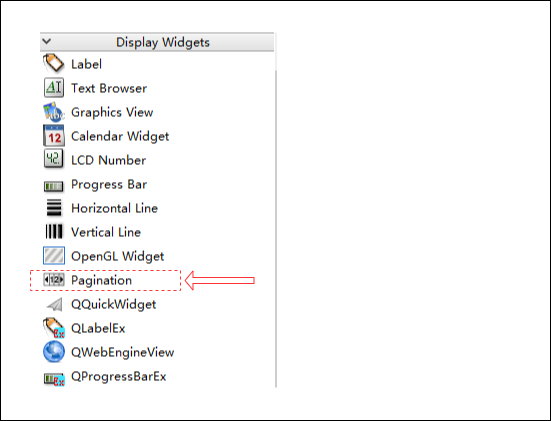 Display Widgets
Label
Text Browser
Graphics View
Calendar Widget
LCD Number
Progress Bar
Horizontal Line
Vertical Line
OpenGL Widget
Pagination
QQuickWidget
QLabelEx
QWebEngineView
QProgressBarEx